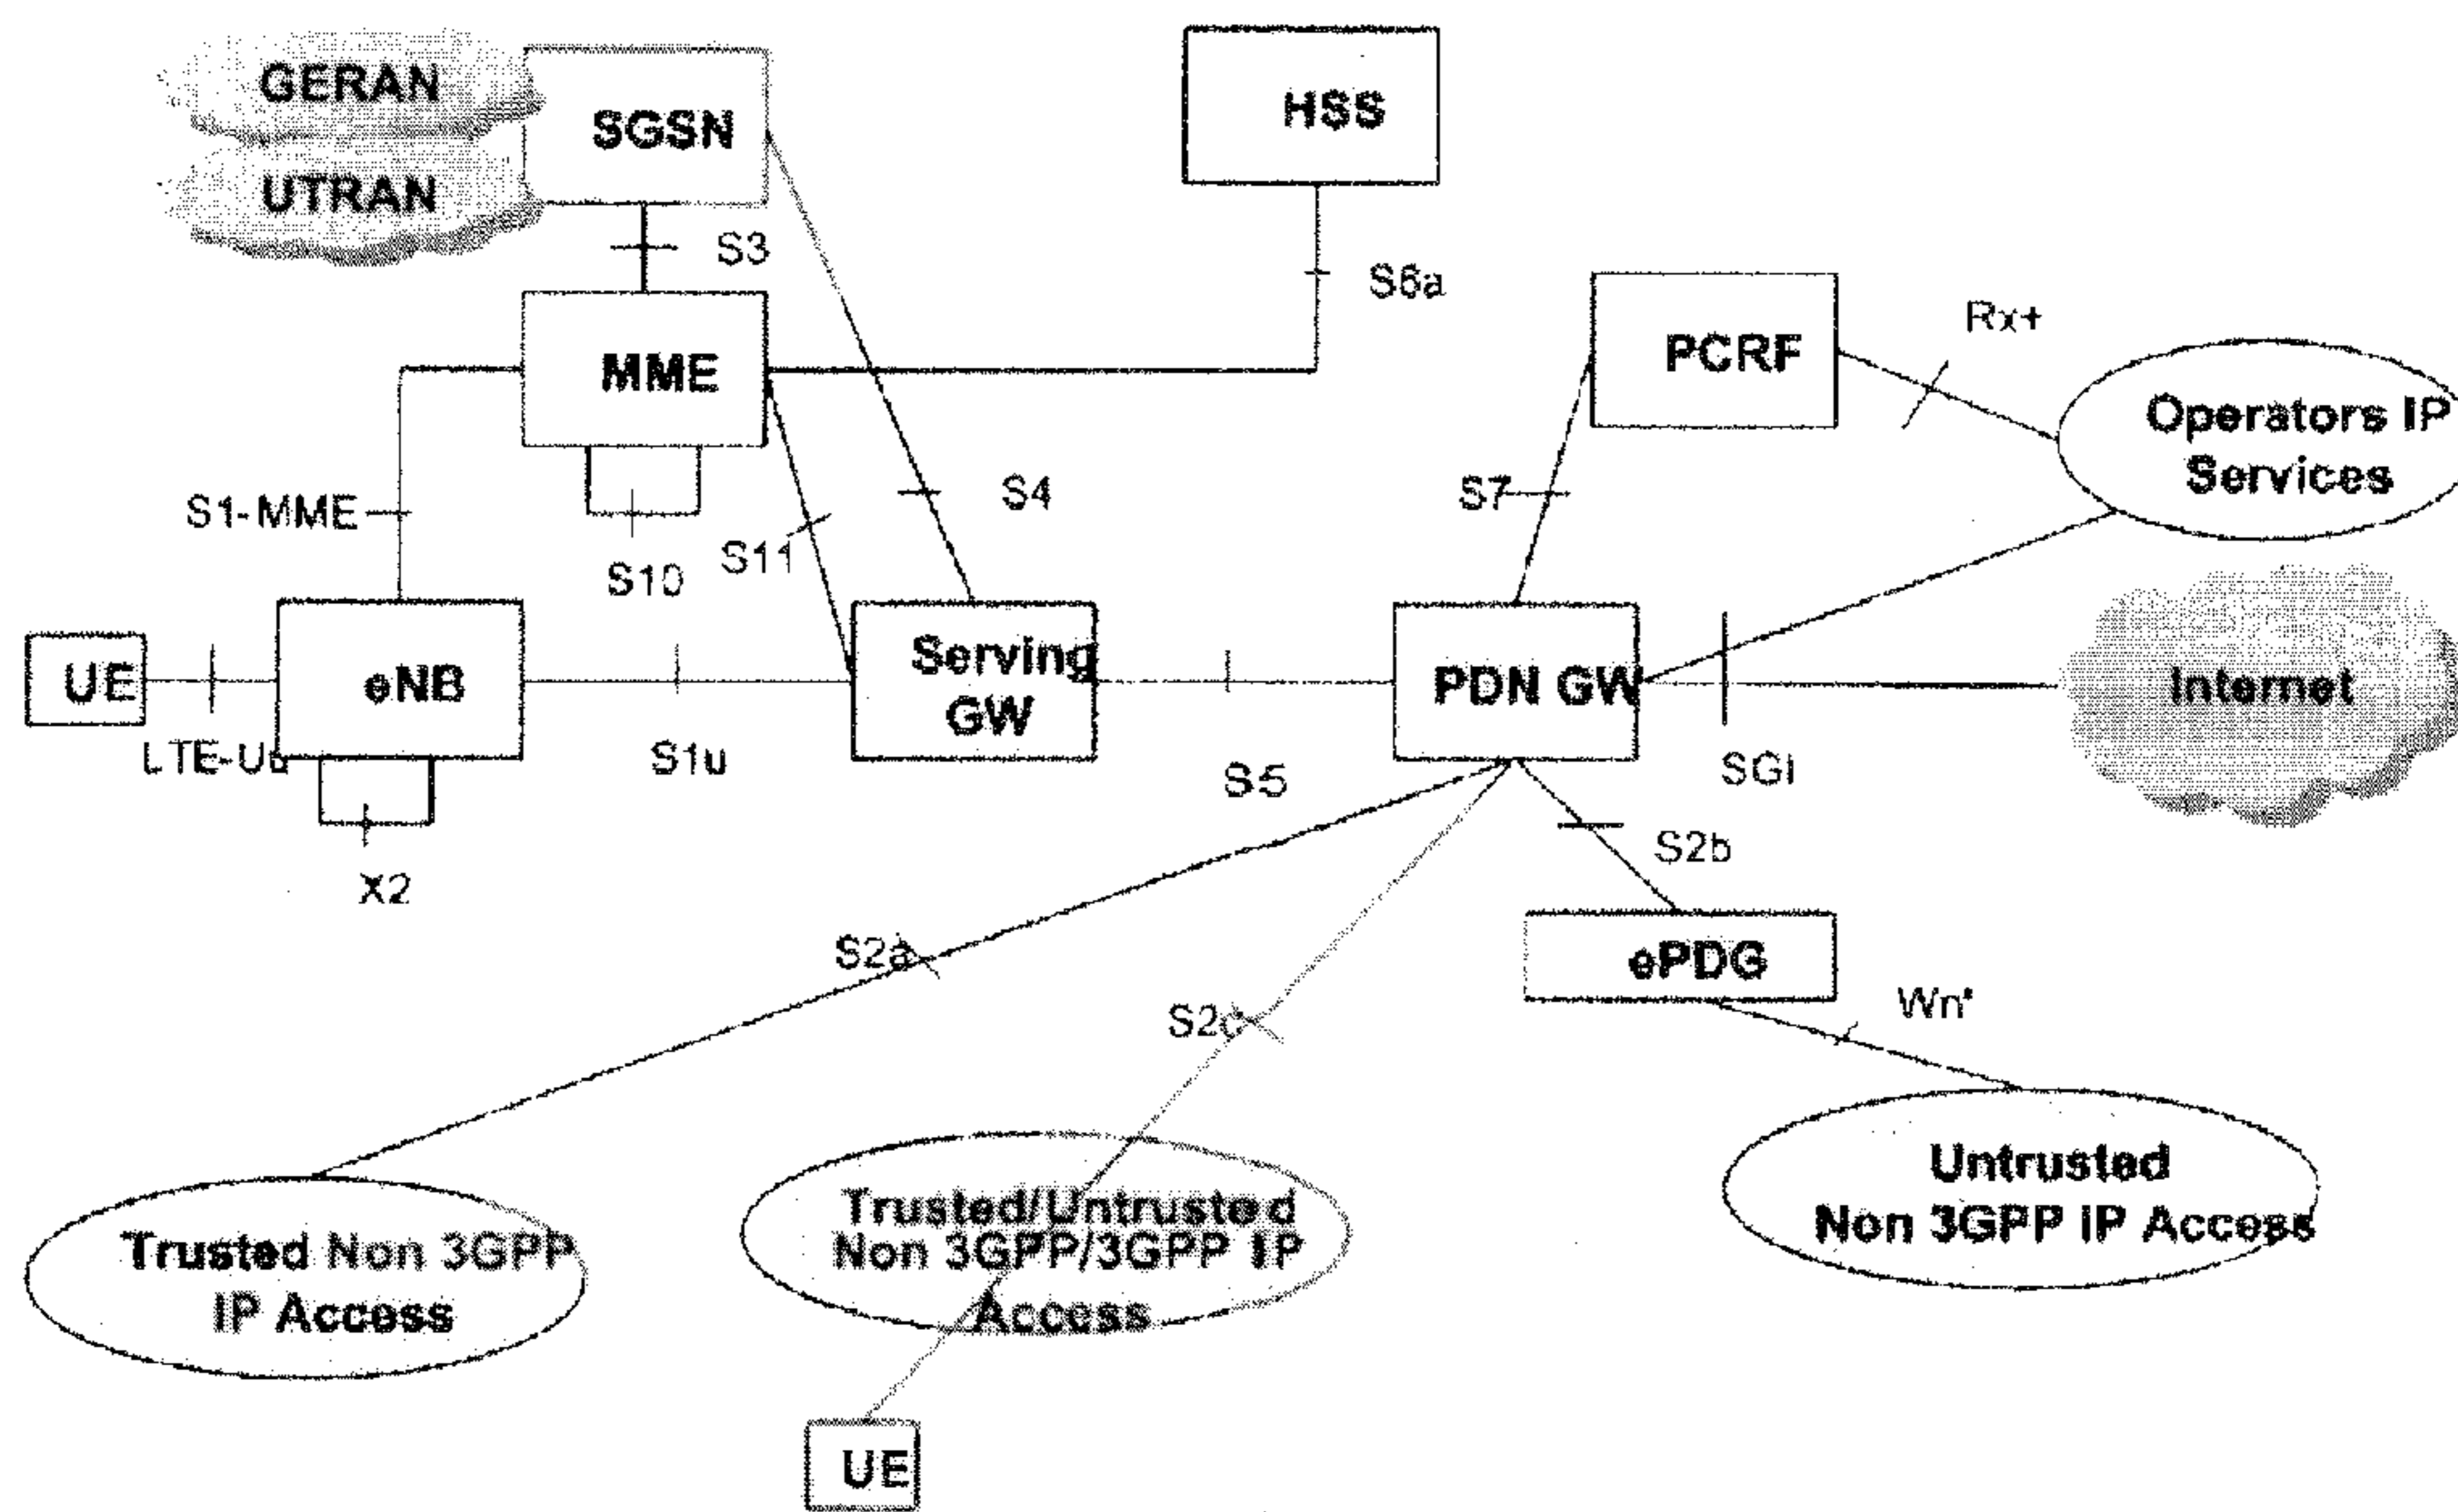 GERAN
SGSN
HSS
UTRAN
S3
S6a
Rx+
MME
PCRF
Operators IP
Services
S1-MME
S4
S7
S11
S10
UE
eNB
Serving
GW
PDN GW
Internet
LTE-Uu
S1u
S5
SGi
X2
S2b
S2a
ePDG
S2c
Wn*
Untrusted
Non 3GPP IP Access
Trusted Non 3GPP
IP Access
Trusted/Untrusted
Non 3GPP/3GPP IP
Access
UE